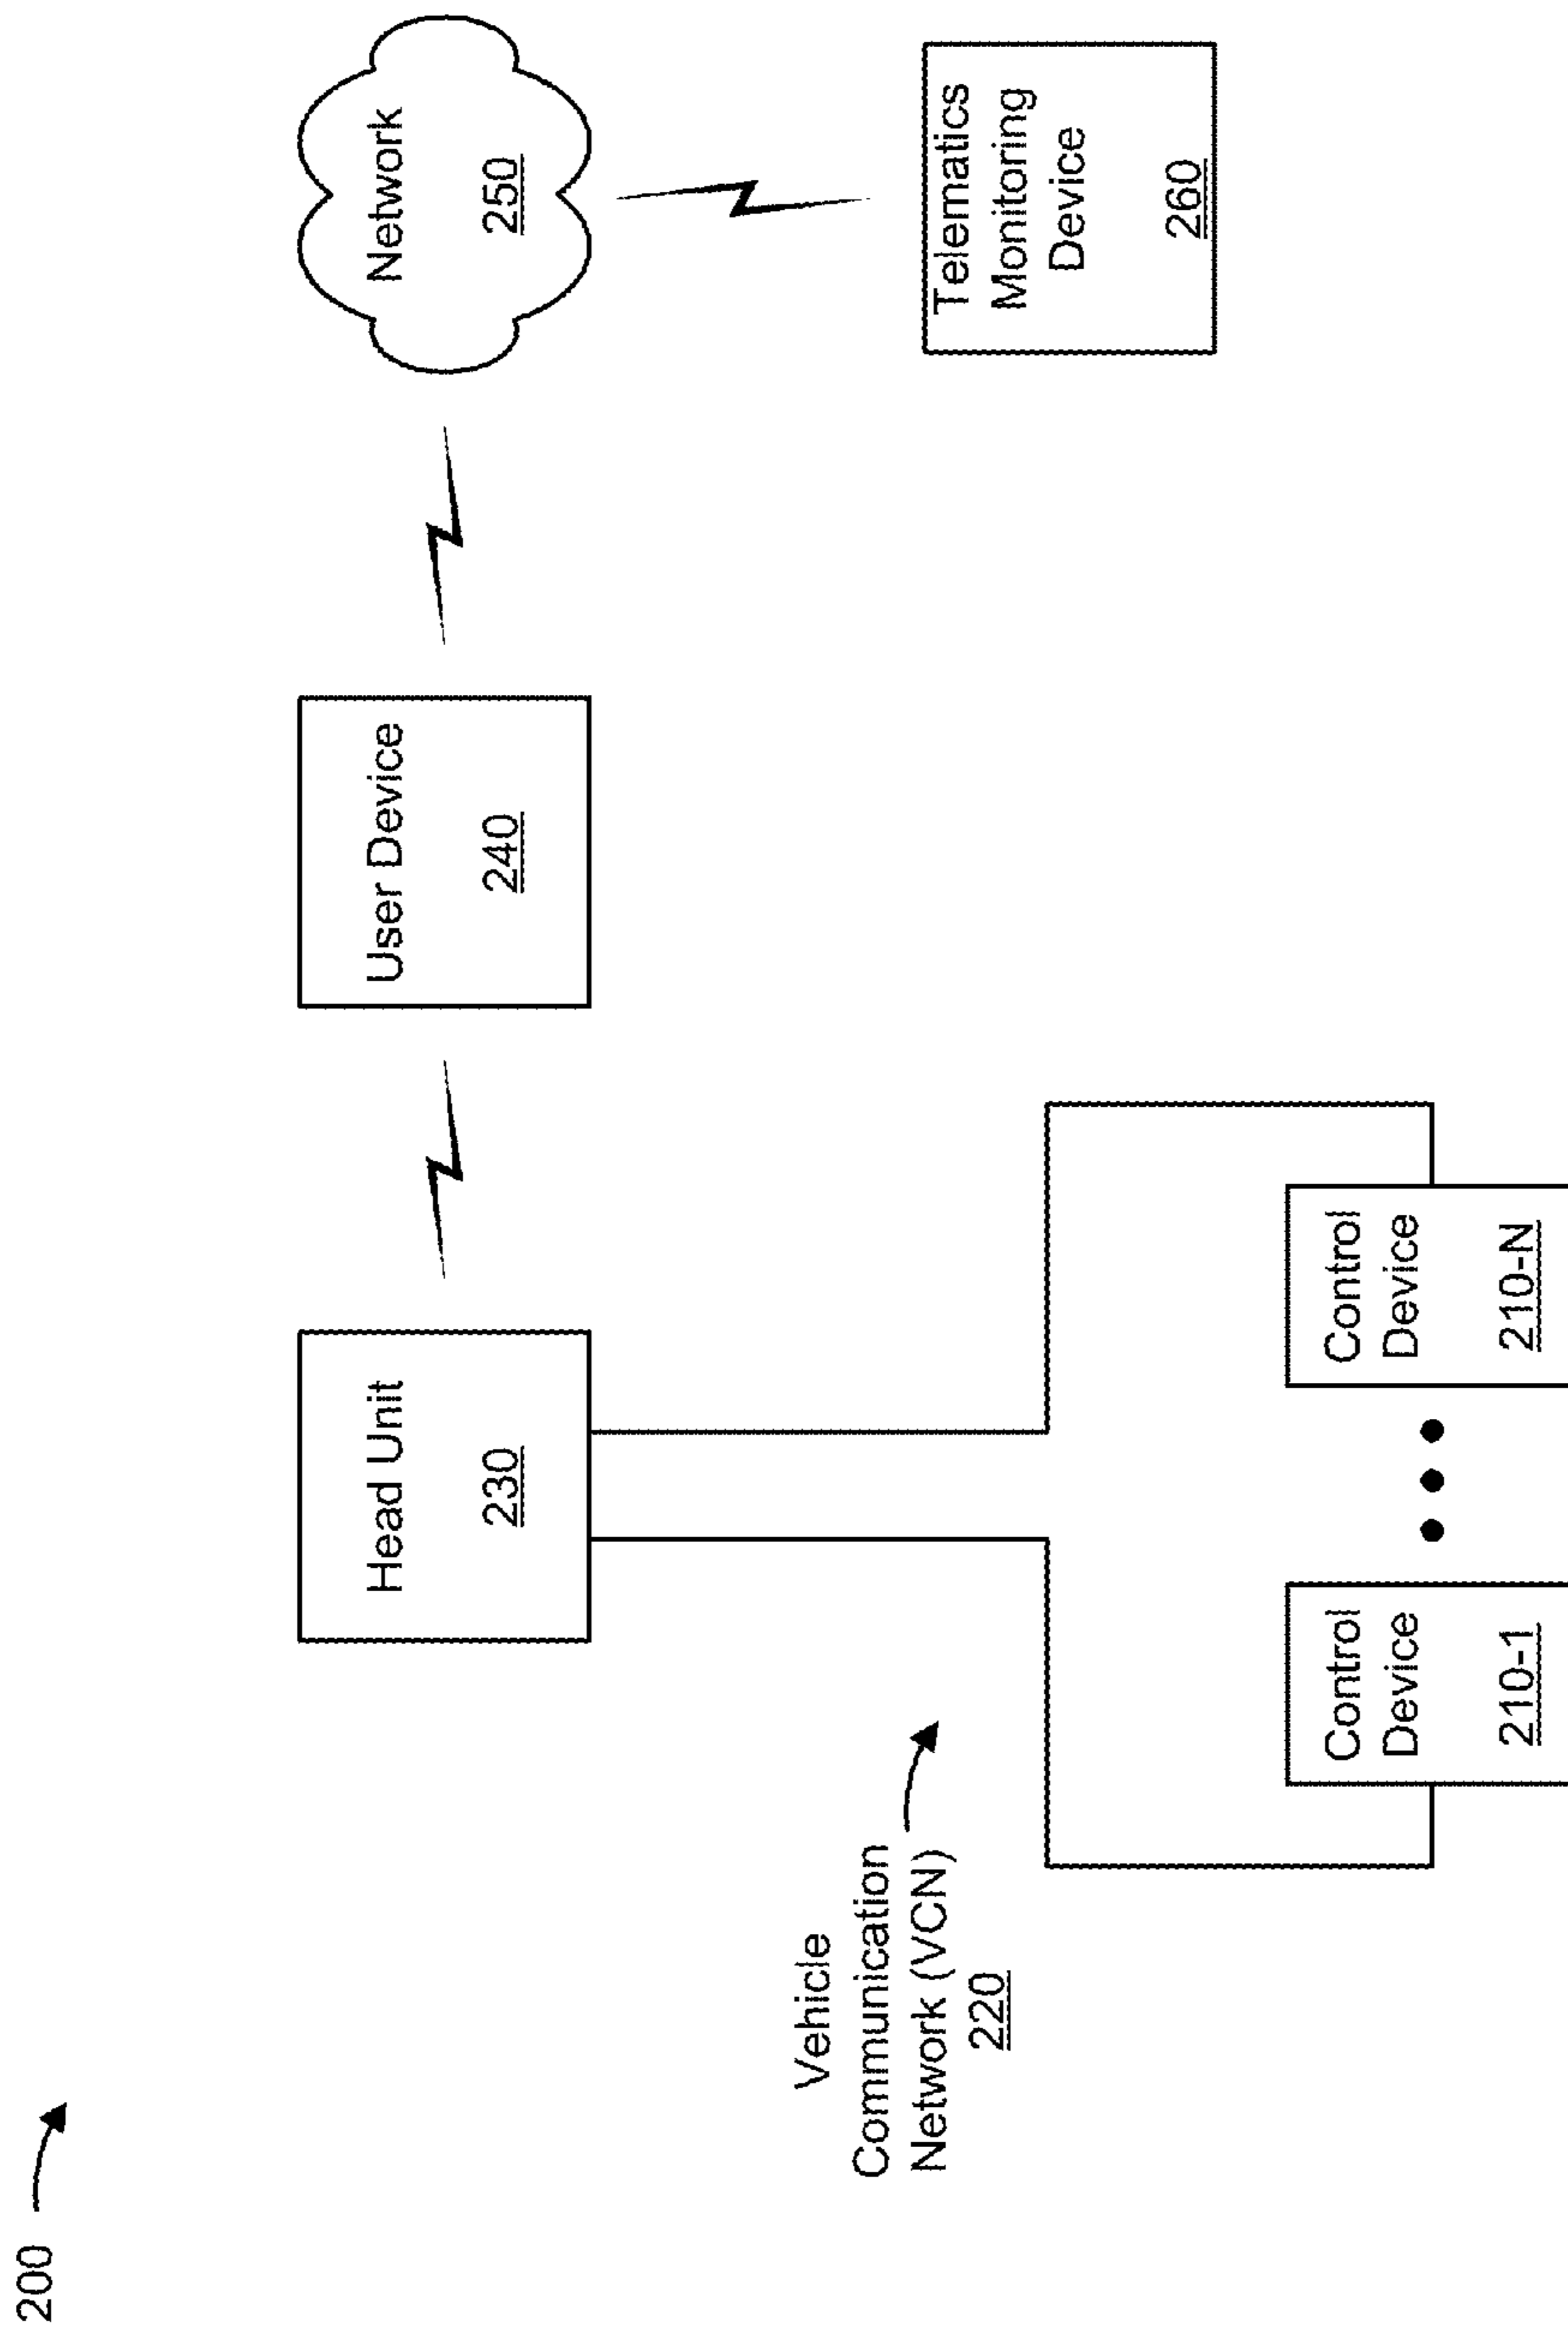 200
Head Unit
230
User Device
240
Network
250
Vehicle
Communication
Network (VCN)
220
Telematics
Monitoring
Device
260
Control
Device
210-1
Control
Device
210-N